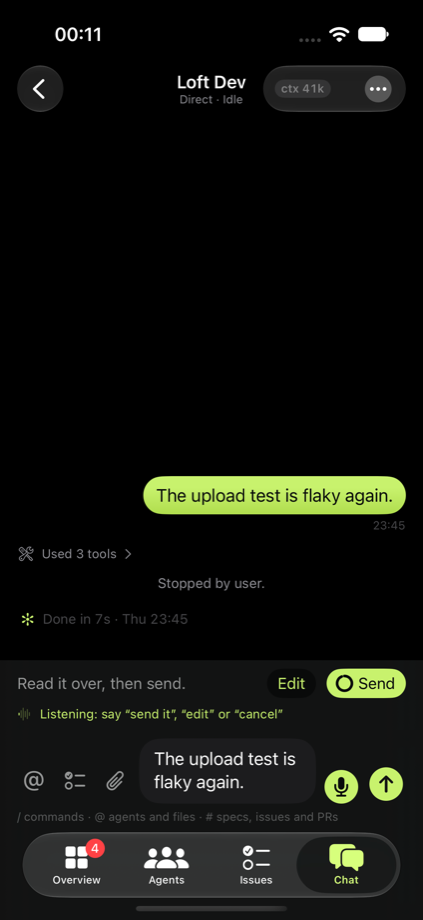 00:11
Loft Dev
Direct · Idle
ctx 41k
The upload test is flaky again.
23:45
Used 3 tools
Stopped by user.
Done in 7s · Thu 23:45
Read it over, then send.
Edit
Send
Listening: say “send it”, “edit” or “cancel”
The upload test is
flaky again.
/ commands · @ agents and files · # specs, issues and PRs
4
Overview
Agents
Issues
Chat